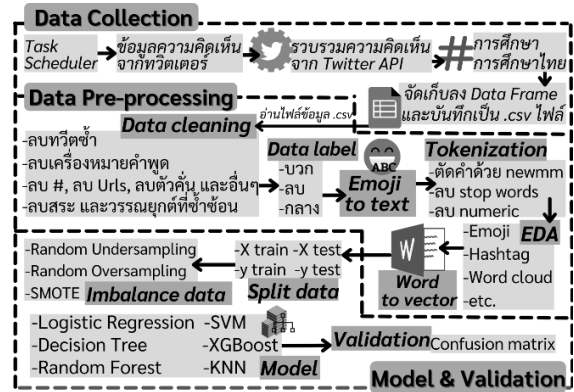 Data Collection
Task
Scheduler
ข้อมูลความคิดเห็น
จากทวิตเตอร์
รวบรวมความคิดเห็น
จาก Twitter API
#
การศึกษา
การศึกษาไทย
จัดเก็บลง Data Frame
และบันทึกเป็น .csv ไฟล์
Data Pre-processing
อ่านไฟล์ข้อมูล .csv
Data cleaning
-ลบทวีตซ้ำ
-ลบเครื่องหมายคำพูด
-ลบ #, ลบ Urls, ลบตัวคั่น และอื่นๆ
-ลบสระ และวรรณยุกต์ที่ซ้ำซ้อน
Data label
-บวก
-ลบ
-กลาง
ABC
Emoji
to text
Tokenization
-ตัดคำด้วย newmm
-ลบ stop words
-ลบ numeric
EDA
-Emoji
-Hashtag
-Word cloud
-etc.
W
Word
to vector
-X train -X test
-y train -y test
Split data
-Random Undersampling
-Random Oversampling
-SMOTE
Imbalance data
-Logistic Regression
-Decision Tree
-Random Forest
-SVM
-XGBoost
-KNN
Model
Validation
Confusion matrix
Model & Validation